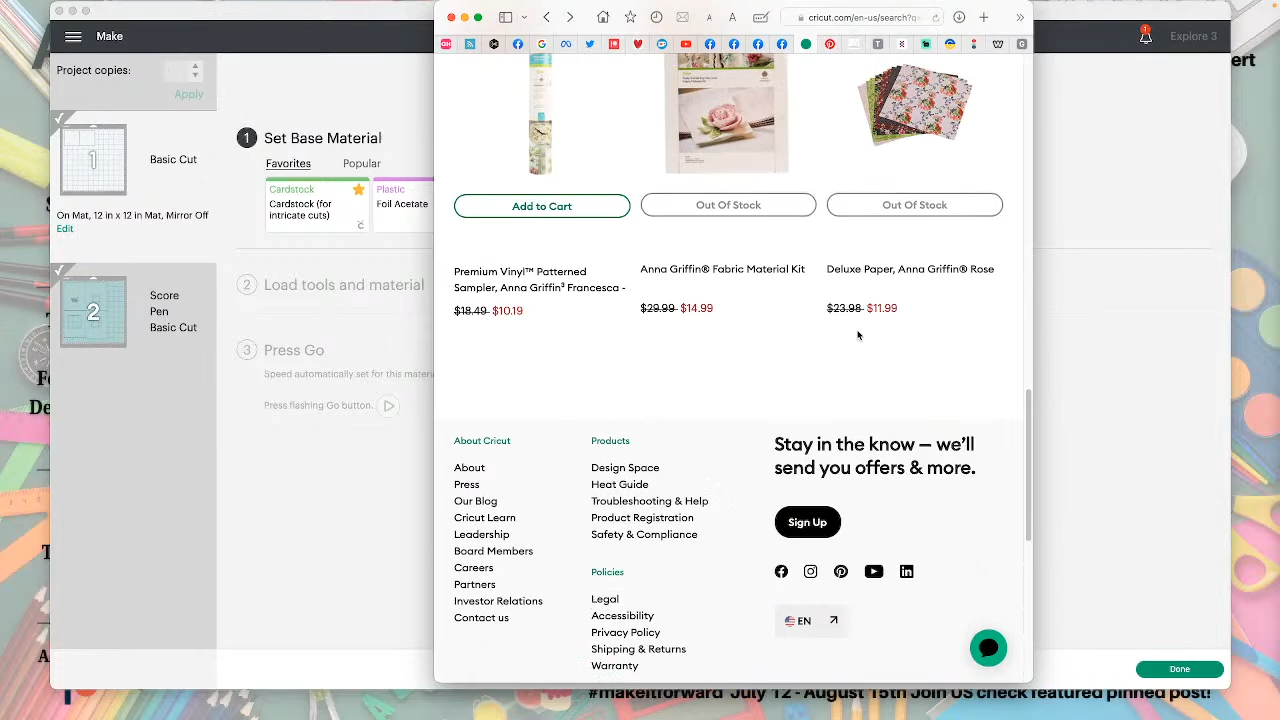 Make
Explore 3
cricut.com/en-us/search?q=
Project copies:
Apply
1
Basic Cut
On Mat, 12 in x 12 in Mat, Mirror Off
Edit
2
Score
Pen
Basic Cut
1 Set Base Material
Favorites Popular
Cardstock
Cardstock (for
intricate cuts)
Plastic
Foil Acetate
2 Load tools and material
3 Press Go
Speed automatically set for this mater
Press flashing Go button.
Add to Cart
Out Of Stock
Out Of Stock
Premium Vinyl™ Patterned
Sampler, Anna Griffin® Francesca -
$18.49 $10.19
Anna Griffin® Fabric Material Kit
$29.99 $14.99
Deluxe Paper, Anna Griffin® Rose
$23.98 $11.99
About Cricut
About
Press
Our Blog
Cricut Learn
Leadership
Board Members
Careers
Partners
Investor Relations
Contact us
Products
Design Space
Heat Guide
Troubleshooting & Help
Product Registration
Safety & Compliance
Policies
Legal
Accessibility
Privacy Policy
Shipping & Returns
Warranty
Stay in the know — we'll
send you offers & more.
Sign Up
EN
Done
#makeitforward July 12 - August 15th Join US check featured pinned post!